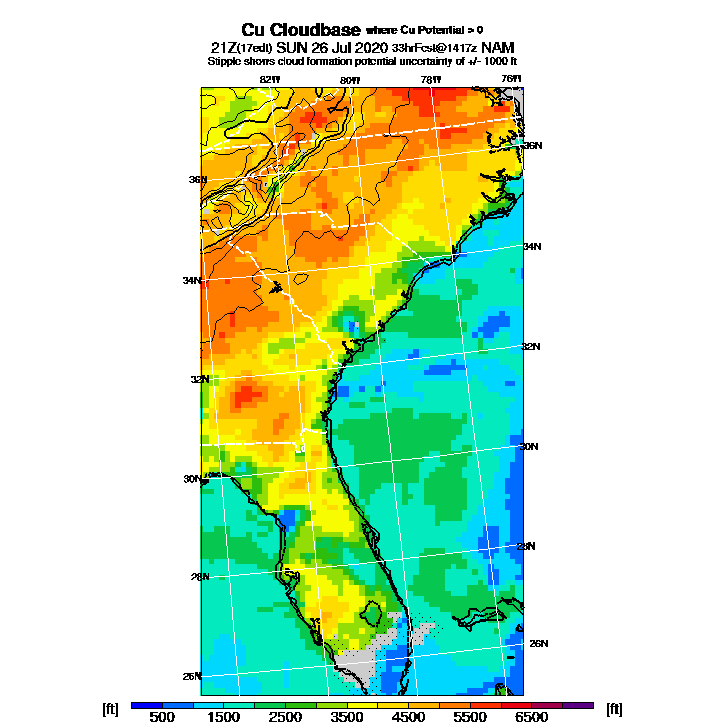 Cu Cloudbase where Cu Potential > 0
21Z(17edt) SUN 26 Jul 2020 33hrFcst@1417z NAM
Stipple shows cloud formation potential uncertainty of +/- 1000 ft
82W 80W 78W 76W
36N
36N
34N
34N
32N
32N
30N
30N
28N
28N
26N
26N
[ft] [ft]
500 1500 2500 3500 4500 5500 6500